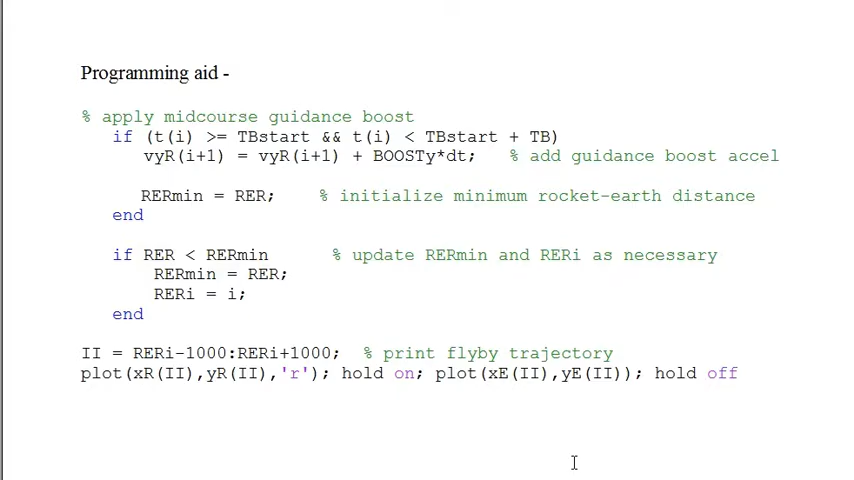 Programming aid -
% apply midcourse guidance boost
if (t(i) >= TBstart && t(i) < TBstart + TB)
vyR(i+1) = vyR(i+1) + BOOSTy*dt; % add guidance boost accel
RERmin = RER; % initialize minimum rocket-earth distance
end
if RER < RERmin % update RERmin and RERi as necessary
RERmin = RER;
RERi = i;
end
II = RERi-1000:RERi+1000; % print flyby trajectory
plot(xR(II),yR(II),'r'); hold on; plot(xE(II),yE(II)); hold off